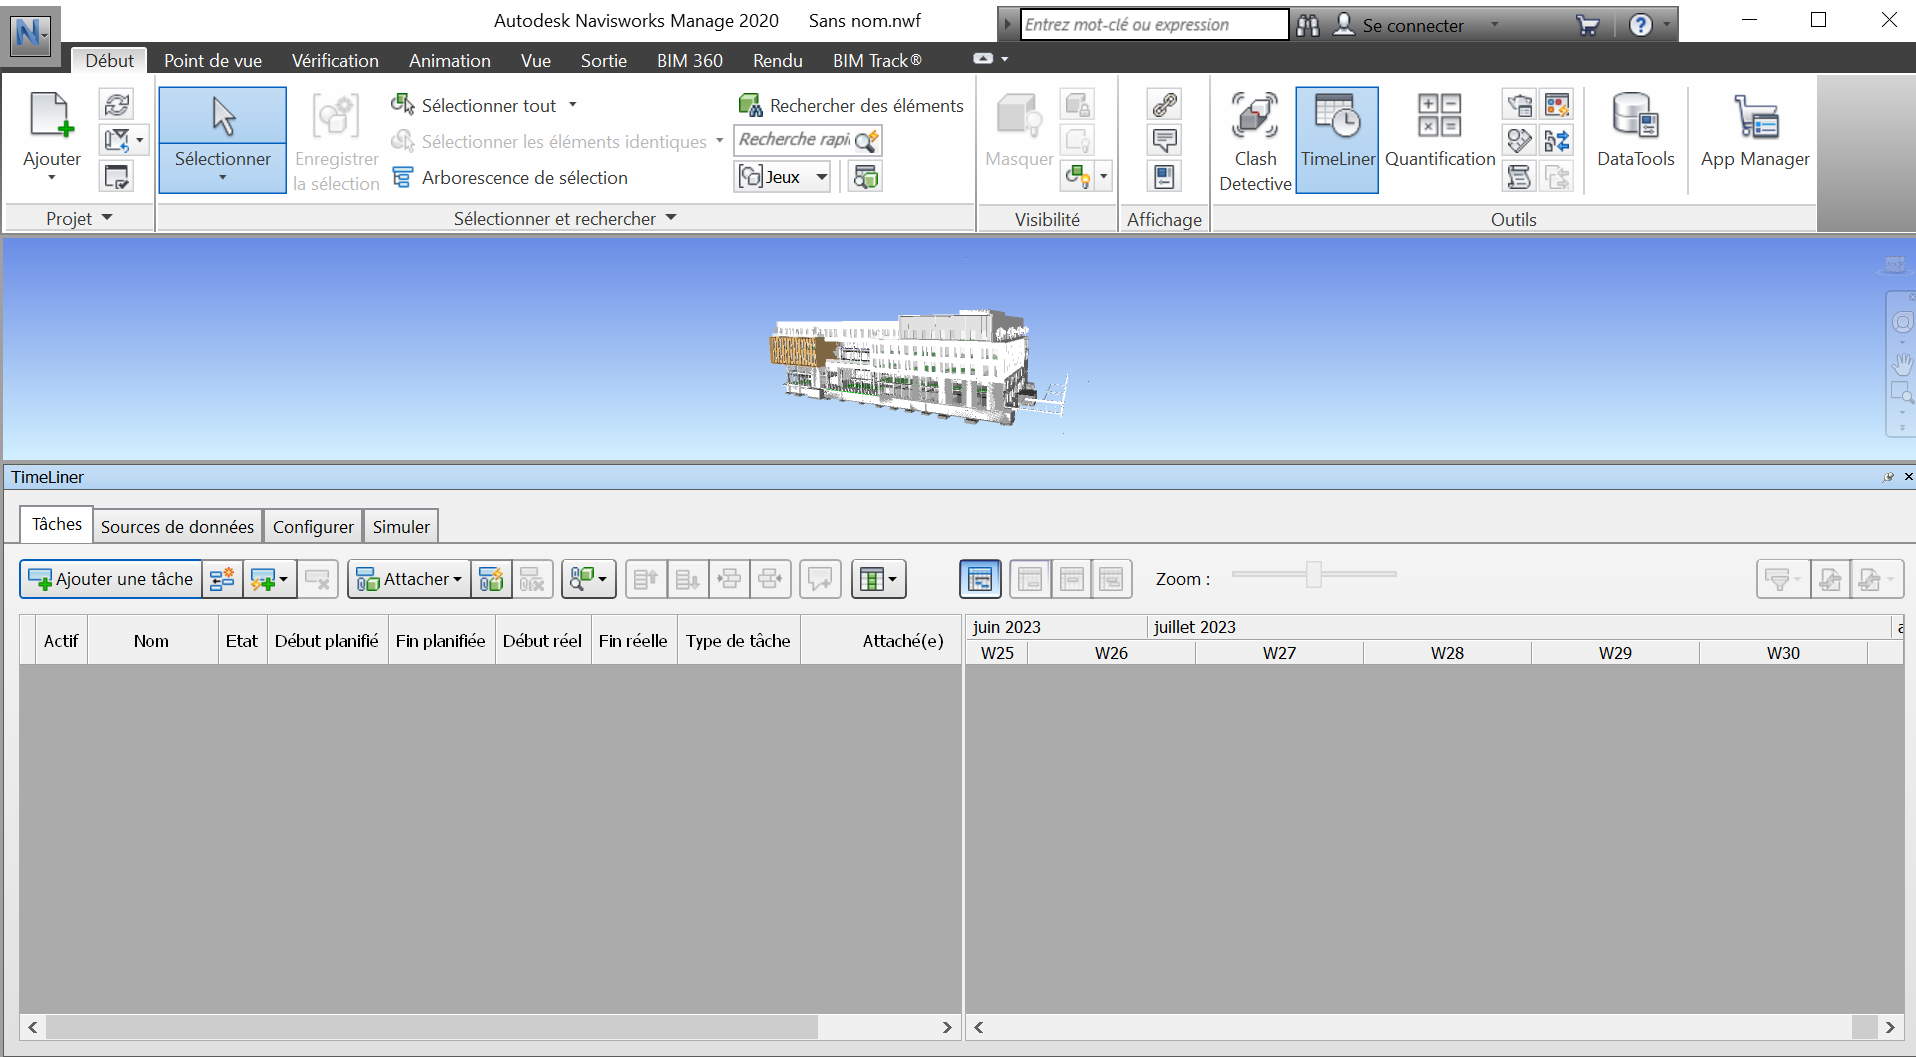 Autodesk Navisworks Manage 2020 Sans nom.nwf
Entrez mot-clé ou expression
Se connecter
Début Point de vue Vérification Animation Vue Sortie BIM 360 Rendu BIM Track®
Ajouter
Sélectionner
Enregistrer
la sélection
Sélectionner tout
Sélectionner les éléments identiques
Arborescence de sélection
Rechercher des éléments
Recherche rapi
Jeux
Masquer
Clash
Detective
TimeLiner
Quantification
DataTools
App Manager
Projet
Sélectionner et rechercher
Visibilité
Affichage
Outils
TimeLiner
Tâches Sources de données Configurer Simuler
Ajouter une tâche
Attacher
Zoom :
Actif Nom Etat Début planifié Fin planifiée Début réel Fin réelle Type de tâche Attaché(e)
juin 2023 juillet 2023
W25 W26 W27 W28 W29 W30